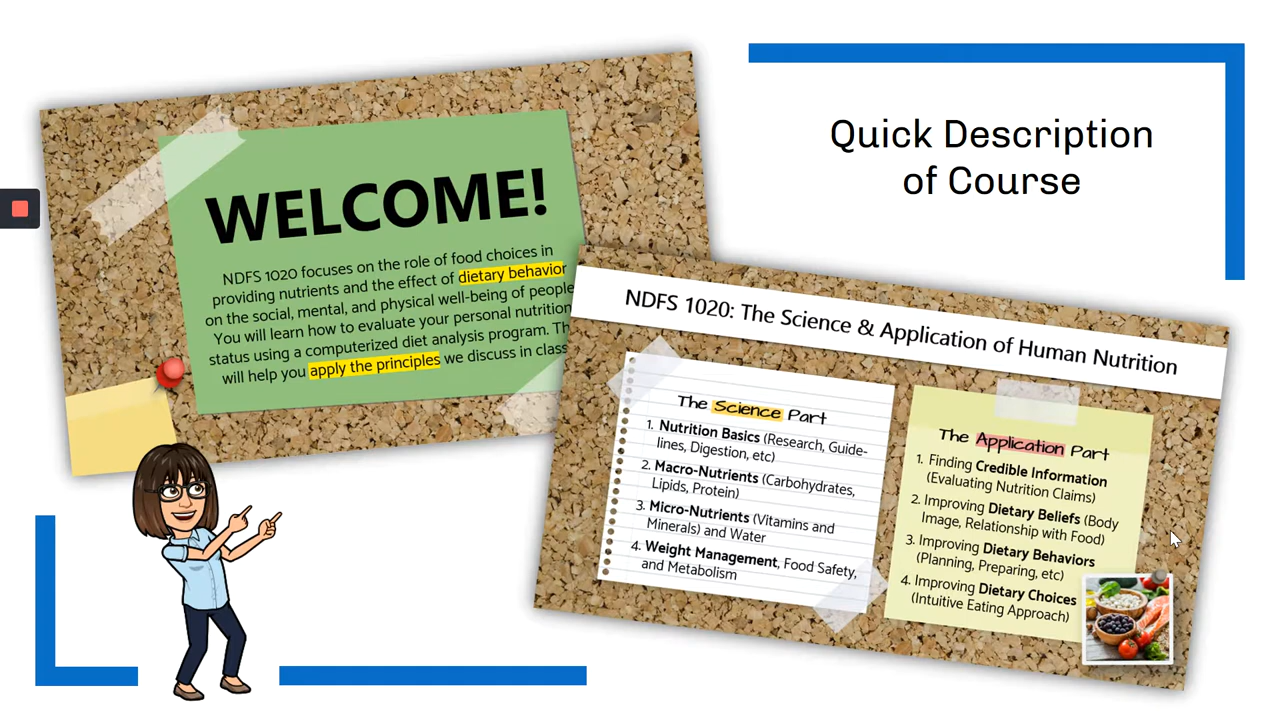 Quick Description
of Course
WELCOME!
NDFS 1020 focuses on the role of food choices in
providing nutrients and the effect of dietary behavior
on the social, mental, and physical well-being of people
You will learn how to evaluate your personal nutrition
status using a computerized diet analysis program. Th
will help you apply the principles we discuss in class
NDFS 1020: The Science & Application of Human Nutrition
The Science Part
1. Nutrition Basics (Research, Guide-
lines, Digestion, etc)
2. Macro-Nutrients (Carbohydrates,
Lipids, Protein)
3. Micro-Nutrients (Vitamins and
Minerals) and Water
4. Weight Management, Food Safety,
and Metabolism
The Application Part
1. Finding Credible Information
(Evaluating Nutrition Claims)
2. Improving Dietary Beliefs (Body
Image, Relationship with Food)
3. Improving Dietary Behaviors
(Planning, Preparing, etc)
4. Improving Dietary Choices
(Intuitive Eating Approach)